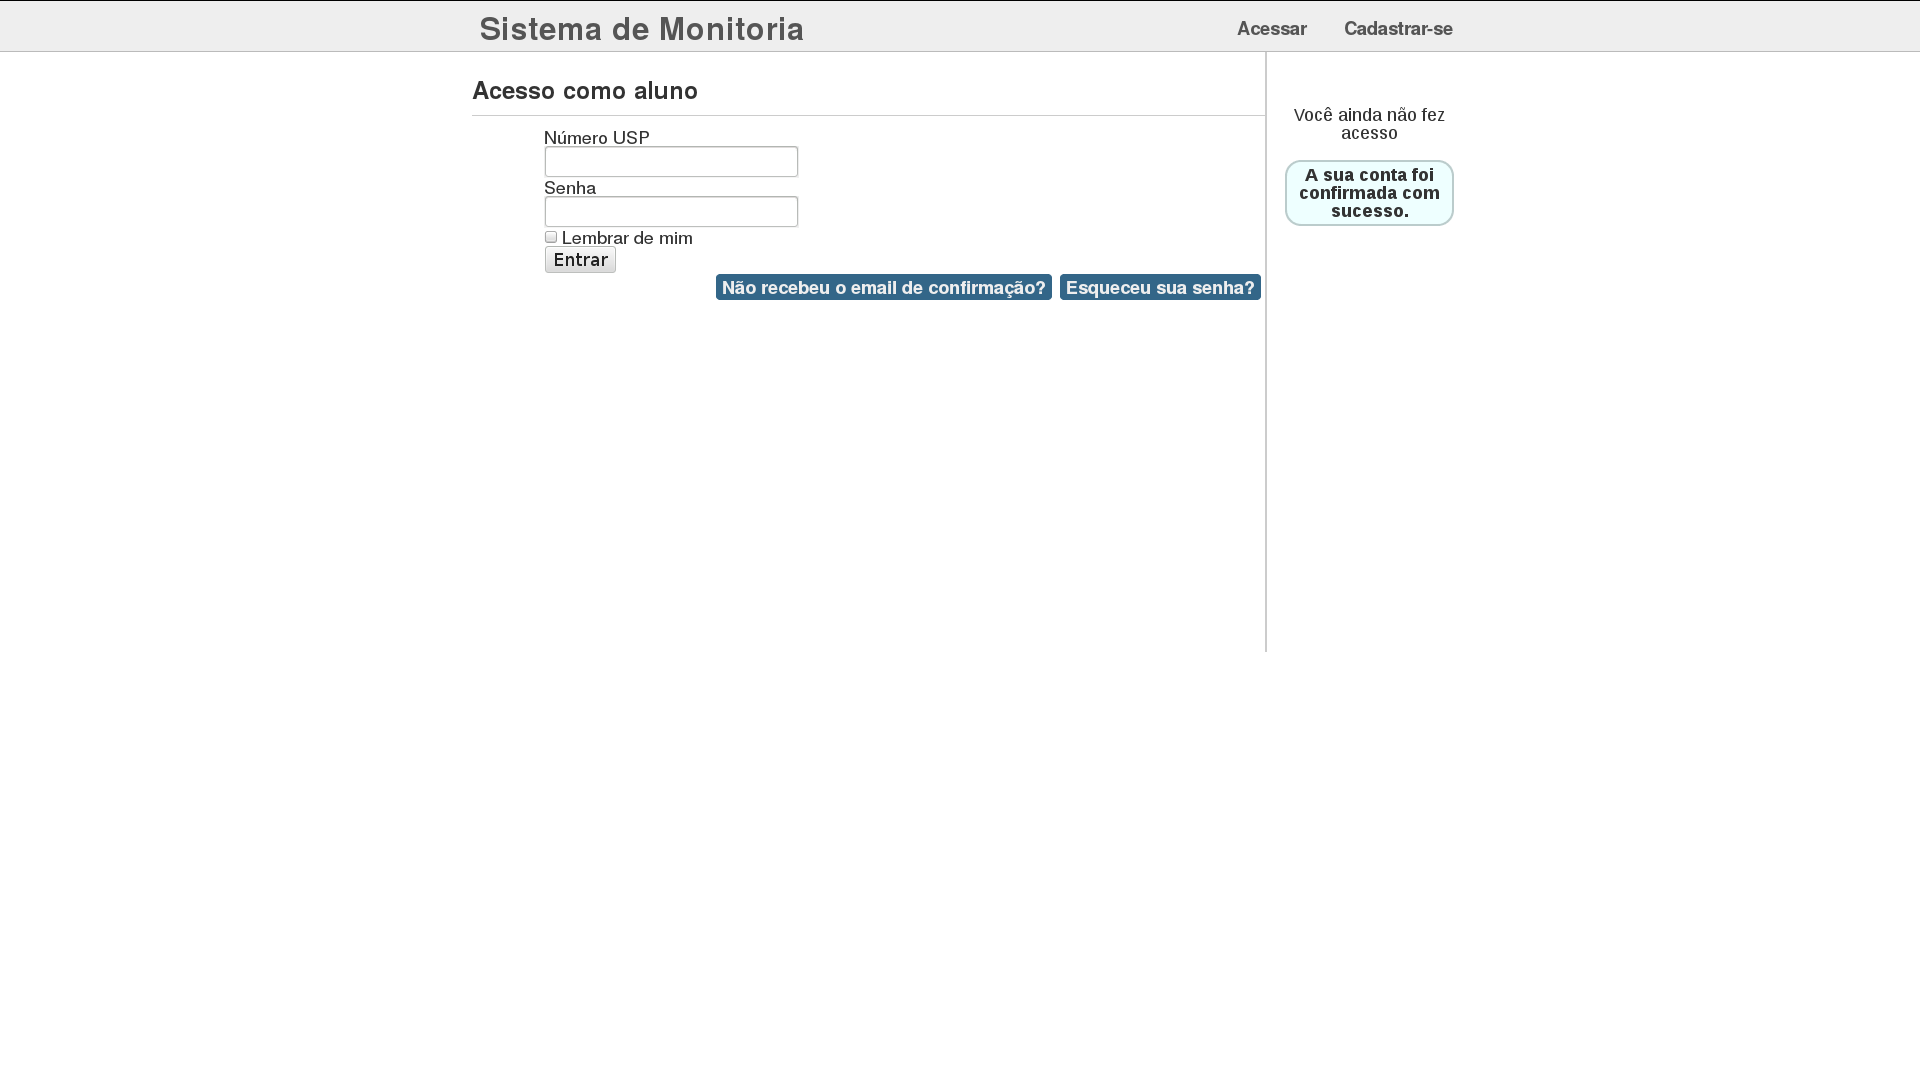 Sistema de Monitoria
Acessar
Cadastrar-se
Acesso como aluno
Número USP
Senha
Lembrar de mim
Entrar
Não recebeu o email de confirmação?
Esqueceu sua senha?
Você ainda não fez
acesso
A sua conta foi
confirmada com
sucesso.